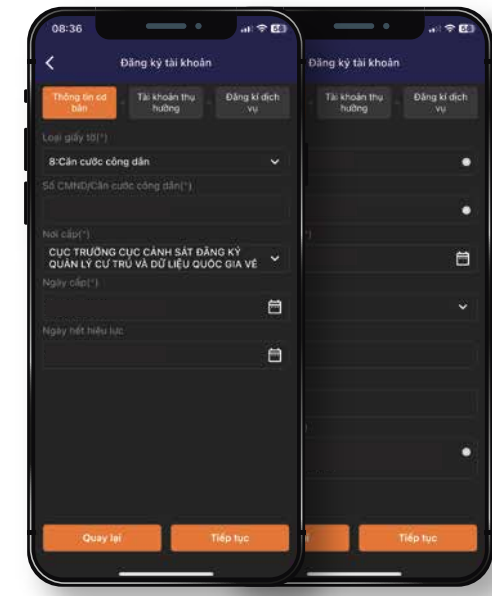 08:36
Đăng ký tài khoản
Thông tin cơ bản
Tài khoản thụ hưởng
Đăng kí dịch vụ
Loại giấy tờ(*)
8:Căn cước công dân
Số CMND/Căn cước công dân(*)
Nơi cấp(*)
CỤC TRƯỞNG CỤC CẢNH SÁT ĐĂNG KÝ
QUẢN LÝ CƯ TRÚ VÀ DỮ LIỆU QUỐC GIA VỀ
Ngày cấp(*)
Ngày hết hiệu lực
Quay lại
Tiếp tục
Đăng ký tài khoản
Tài khoản thụ hưởng
Đăng kí dịch vụ
Tiếp tục